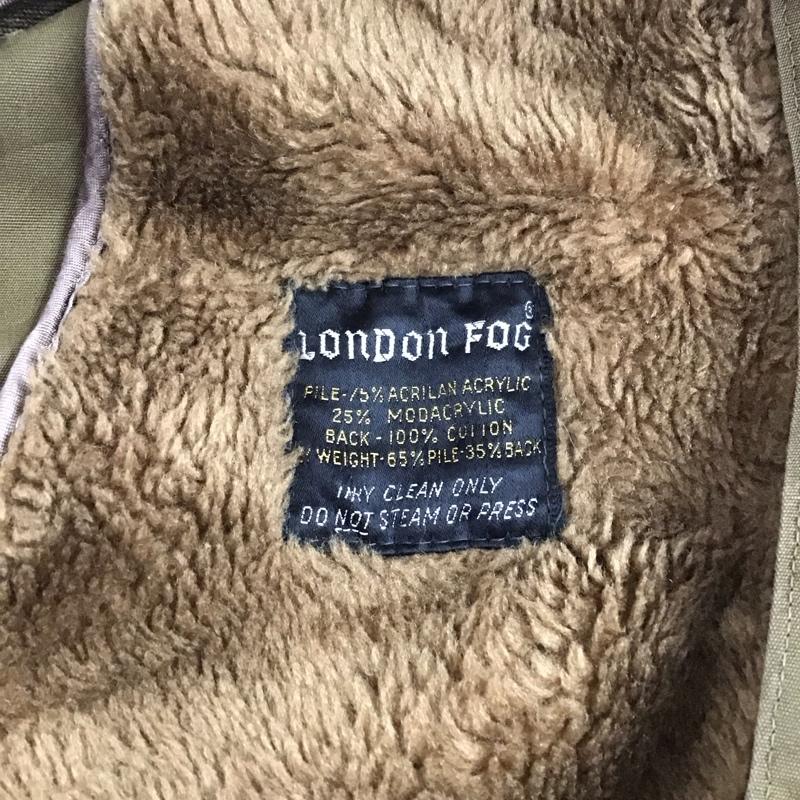 LONDON FOG®
PILE-75% ACRILAN ACRYLIC
25% MODACRYLIC
BACK-100% COTTON
WEIGHT-65% PILE-35% BACK
DRY CLEAN ONLY
DO NOT STEAM OR PRESS